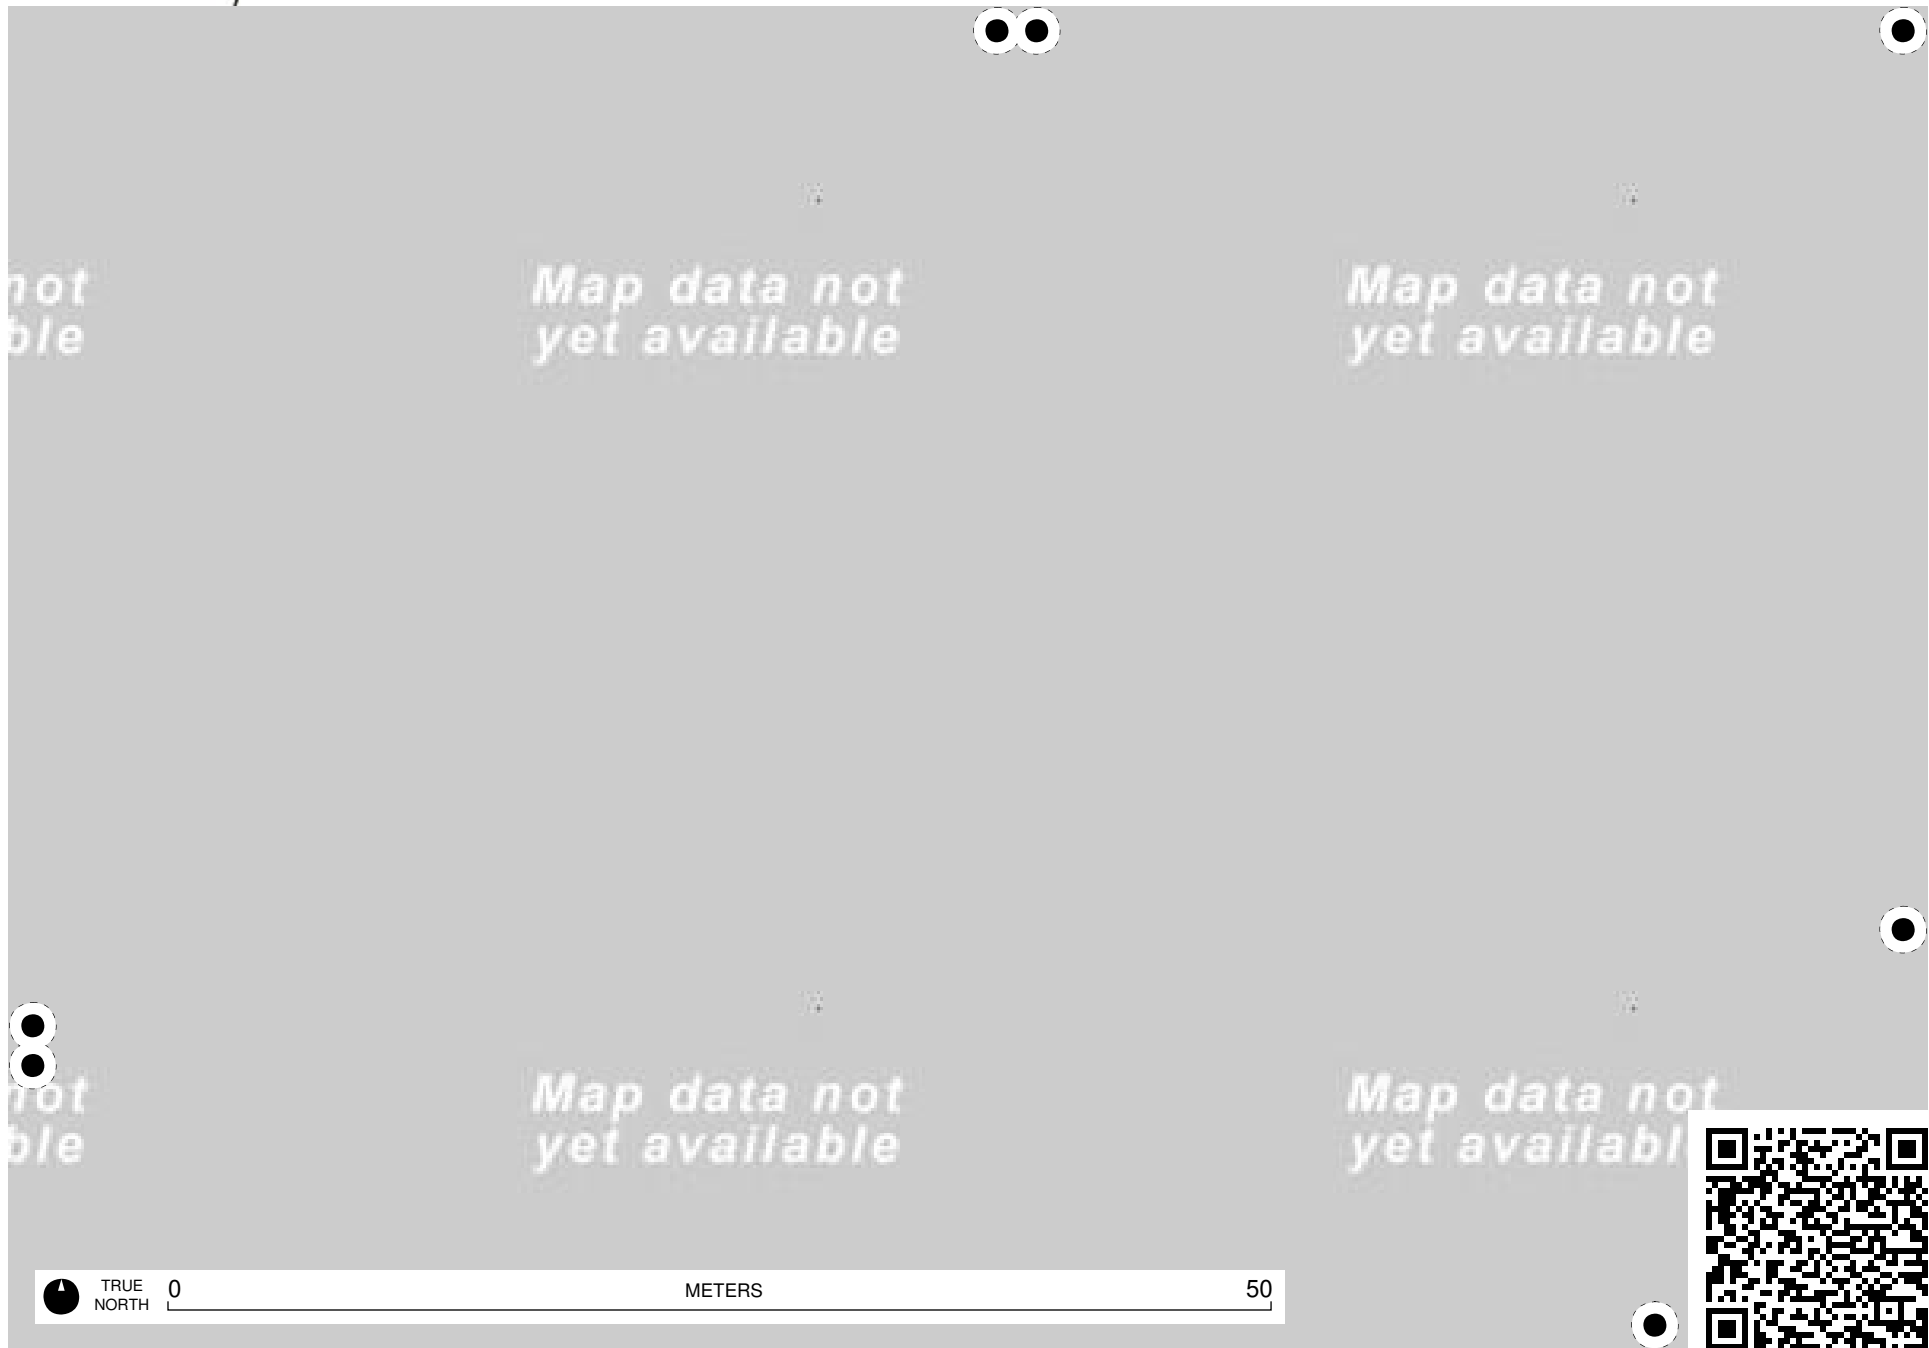 not
ble
Map data not
yet available
Map data not
yet available
not
ble
Map data not
yet available
Map data not
yet availabl
TRUE
NORTH
0
METERS
50